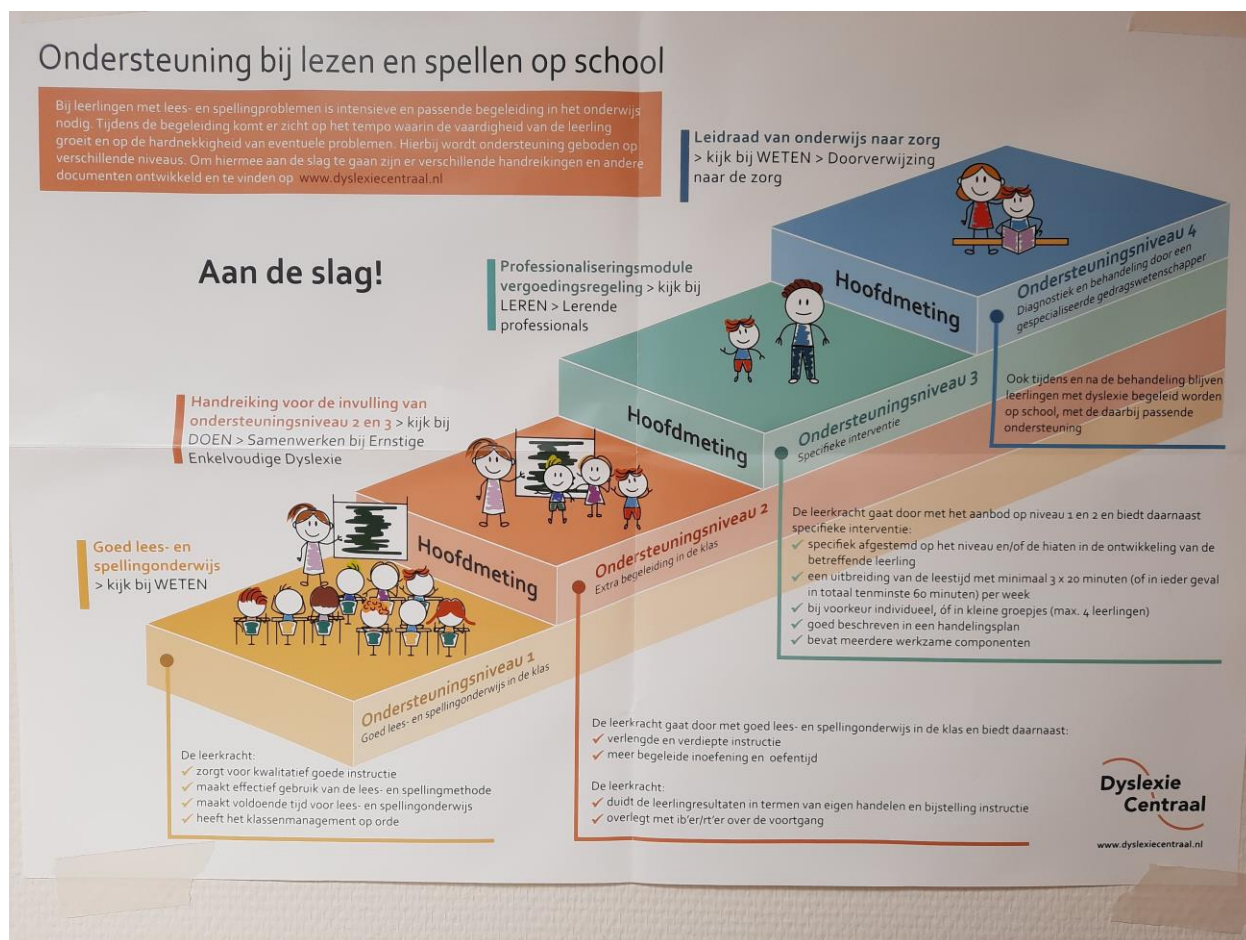 Ondersteuning bij lezen en spellen op school
Bij leerlingen met lees- en spellingproblemen is intensieve en passende begeleiding in het onderwijs
nodig. Tijdens de begeleiding komt er zicht op het tempo waarin de vaardigheid van de leerling
groeit en op de hardnekkigheid van eventuele problemen. Hierbij wordt ondersteuning geboden op
verschillende niveaus. Om hiermee aan de slag te gaan zijn er verschillende handreikingen en andere
documenten ontwikkeld en te vinden op www.dyslexiecentraal.nl
Aan de slag!
Leidraad van onderwijs naar zorg
> kijk bij WETEN > Doorverwijzing
naar de zorg
Professionaliseringsmodule
vergoedingsregeling > kijk bij
LEREN > Lerende
professionals
Handreiking voor de invulling van
ondersteuningsniveau 2 en 3 > kijk bij
DOEN > Samenwerken bij Ernstige
Enkelvoudige Dyslexie
Goed lees- en
spellingonderwijs
> kijk bij WETEN
Hoofdmeting
Hoofdmeting
Hoofdmeting
Ondersteuningsniveau 1
Goed lees- en spellingonderwijs in de klas
De leerkracht:
✓ zorgt voor kwalitatief goede instructie
✓ maakt effectief gebruik van de lees- en spellingmethode
✓ maakt voldoende tijd voor lees- en spellingonderwijs
✓ heeft het klassenmanagement op orde
Ondersteuningsniveau 2
Extra begeleiding in de klas
De leerkracht gaat door met goed lees- en spellingonderwijs in de klas en biedt daarnaast:
✓ verlengde en verdiepte instructie
✓ meer begeleide inoefening en oefentijd
De leerkracht:
✓ duidt de leerlingresultaten in termen van eigen handelen en bijstelling instructie
✓ overlegt met ib'er/rt'er over de voortgang
Ondersteuningsniveau 3
Specifieke interventie
De leerkracht gaat door met het aanbod op niveau 1 en 2 en biedt daarnaast
specifieke interventie:
✓ specifiek afgestemd op het niveau en/of de hiaten in de ontwikkeling van de
betreffende leerling
✓ een uitbreiding van de leestijd met minimaal 3 x 20 minuten (of in ieder geval
in totaal tenminste 60 minuten) per week
✓ bij voorkeur individueel, óf in kleine groepjes (max. 4 leerlingen)
✓ goed beschreven in een handelingsplan
✓ bevat meerdere werkzame componenten
Ondersteuningsniveau 4
Diagnostiek en behandeling door een
gespecialiseerde gedragswetenschapper
Ook tijdens en na de behandeling blijven
leerlingen met dyslexie begeleid worden
op school, met de daarbij passende
ondersteuning
Dyslexie
Centraal
www.dyslexiecentraal.nl